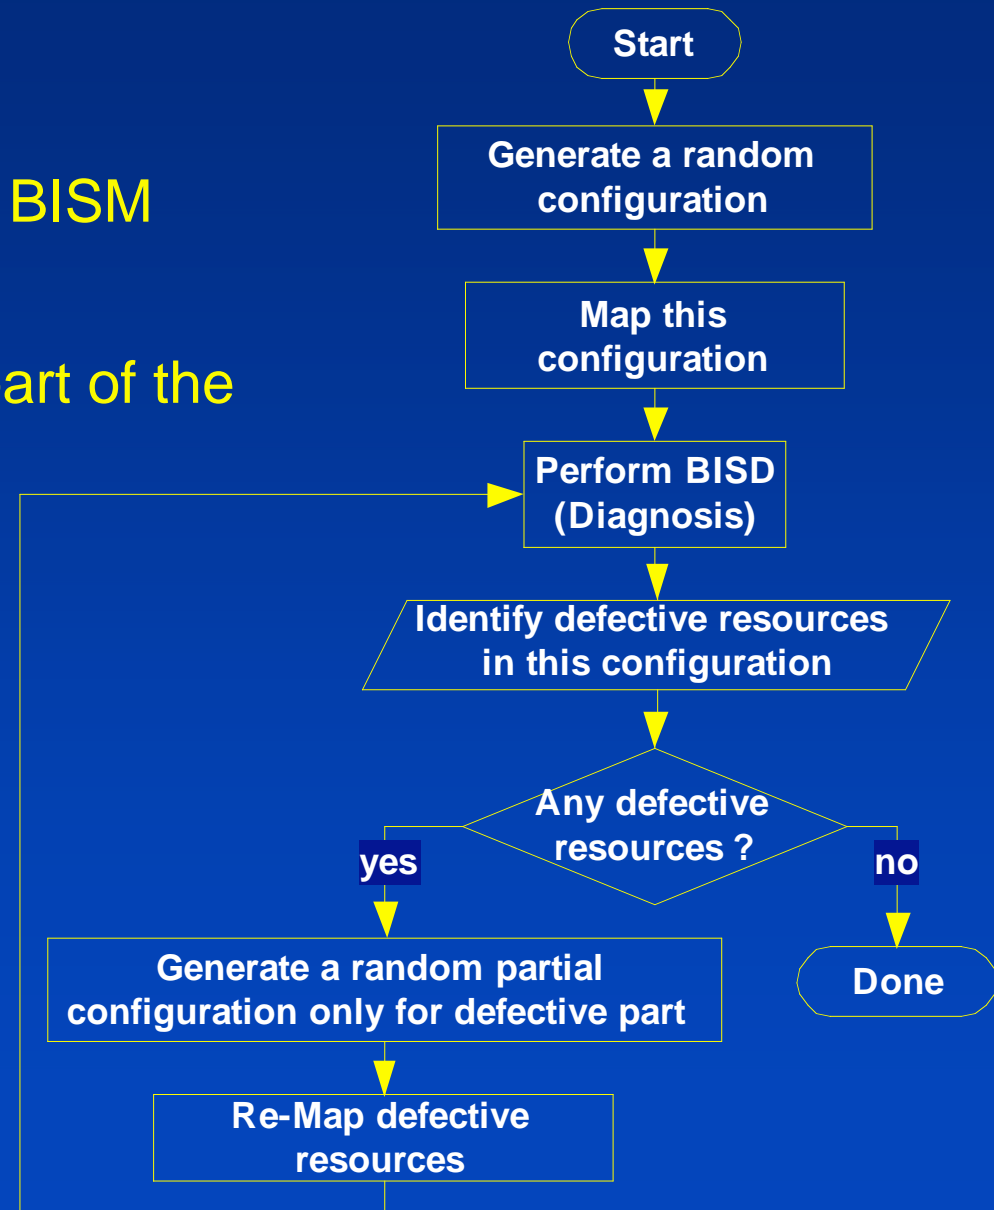 BISM
art of the
Start
Generate a random
configuration
Map this
configuration
Perform BISD
(Diagnosis)
Identify defective resources
in this configuration
Any defective
resources ?
yes
no
Generate a random partial
configuration only for defective part
Done
Re-Map defective
resources